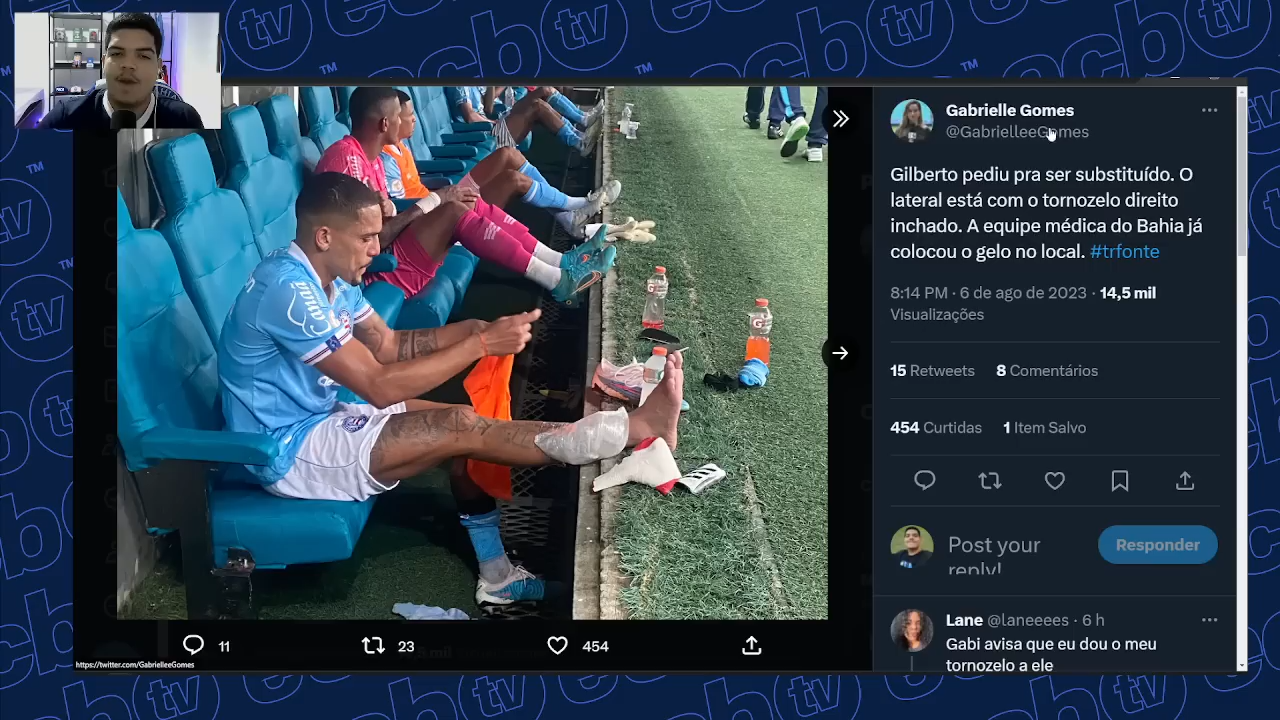 ecbtv
TM
Gabrielle Gomes
@GabrielleeGomes
Gilberto pediu pra ser substituído. O
lateral está com o tornozelo direito
inchado. A equipe médica do Bahia já
colocou o gelo no local. #trfonte
8:14 PM · 6 de ago de 2023 · 14,5 mil
Visualizações
15 Retweets 8 Comentários
454 Curtidas 1 Item Salvo
Post your
reply!
Responder
Lane @laneeees · 6 h
Gabi avisa que eu dou o meu
tornozelo a ele
11 23 454
https://twitter.com/GabrielleeGomes